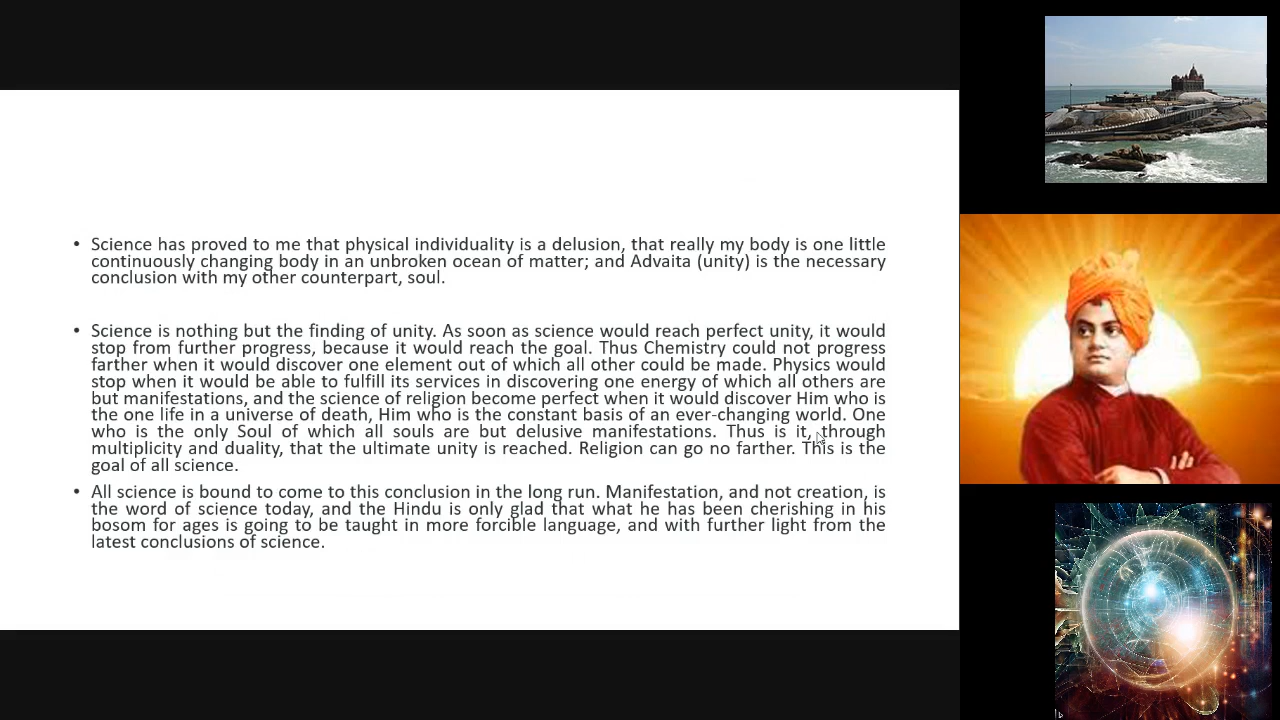 • Science has proved to me that physical individuality is a delusion, that really my body is one little
continuously changing body in an unbroken ocean of matter; and Advaita (unity) is the necessary
conclusion with my other counterpart, soul.
• Science is nothing but the finding of unity. As soon as science would reach perfect unity, it would
stop from further progress, because it would reach the goal. Thus Chemistry could not progress
farther when it would discover one element out of which all other could be made. Physics would
stop when it would be able to fulfill its services in discovering one energy of which all others are
but manifestations, and the science of religion become perfect when it would discover Him who is
the one life in a universe of death, Him who is the constant basis of an ever-changing world. One
who is the only Soul of which all souls are but delusive manifestations. Thus is it, through
multiplicity and duality, that the ultimate unity is reached. Religion can go no farther. This is the
goal of all science.
• All science is bound to come to this conclusion in the long run. Manifestation, and not creation, is
the word of science today, and the Hindu is only glad that what he has been cherishing in his
bosom for ages is going to be taught in more forcible language, and with further light from the
latest conclusions of science.